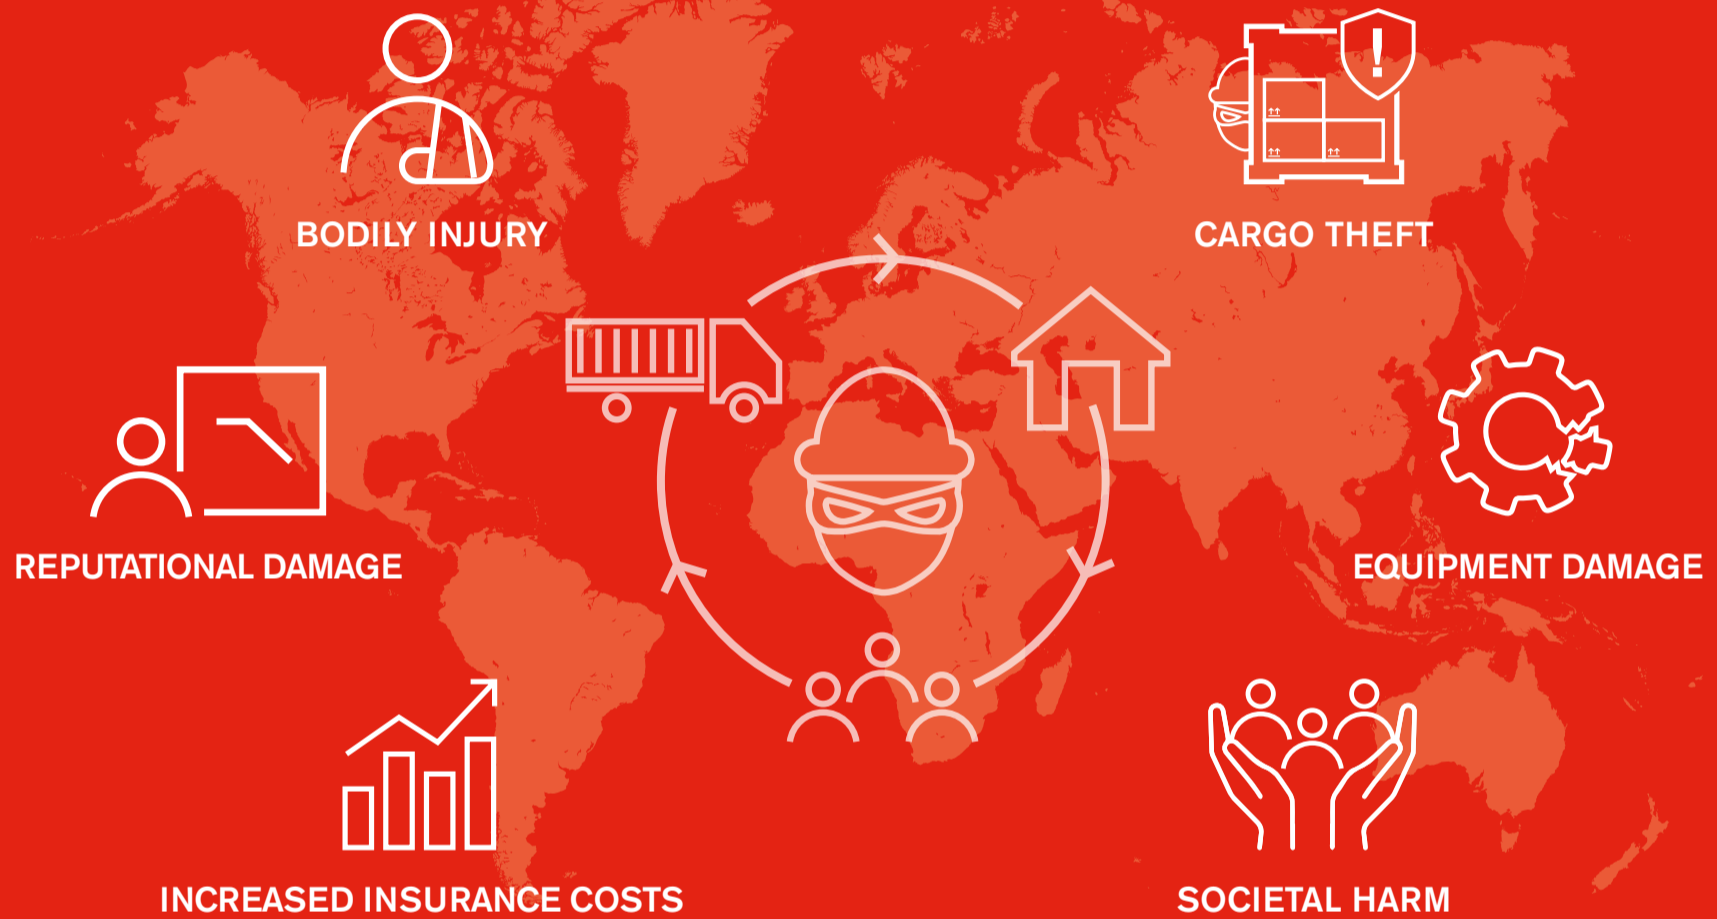 BODILY INJURY
CARGO THEFT
REPUTATIONAL DAMAGE
EQUIPMENT DAMAGE
INCREASED INSURANCE COSTS
SOCIETAL HARM